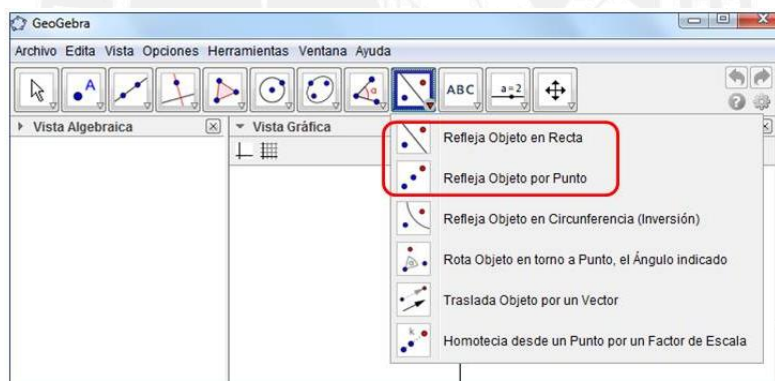 GeoGebra
Archivo Edita Vista Opciones Herramientas Ventana Ayuda
A α ABC a=2
Vista Algebraica Vista Gráfica
Refleja Objeto en Recta
Refleja Objeto por Punto
Refleja Objeto en Circunferencia (Inversión)
Rota Objeto en torno a Punto, el Ángulo indicado
Traslada Objeto por un Vector
k
Homotecia desde un Punto por un Factor de Escala